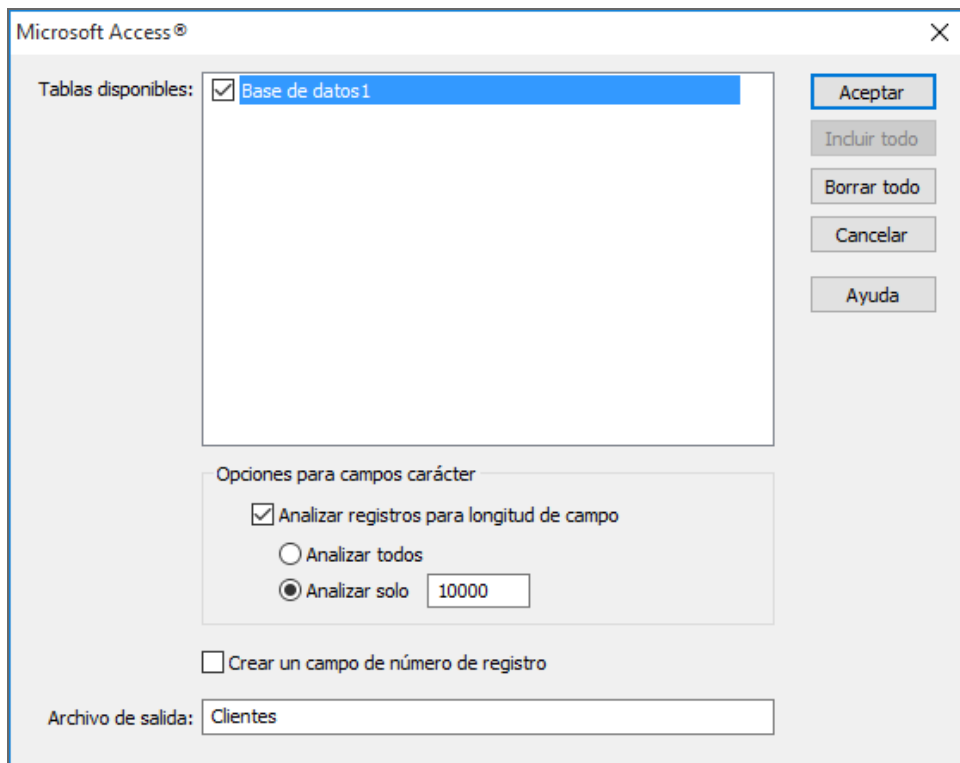 Microsoft Access®
Tablas disponibles:
Base de datos1
Aceptar
Incluir todo
Borrar todo
Cancelar
Ayuda
Opciones para campos carácter
Analizar registros para longitud de campo
Analizar todos
Analizar solo 10000
Crear un campo de número de registro
Archivo de salida: Clientes